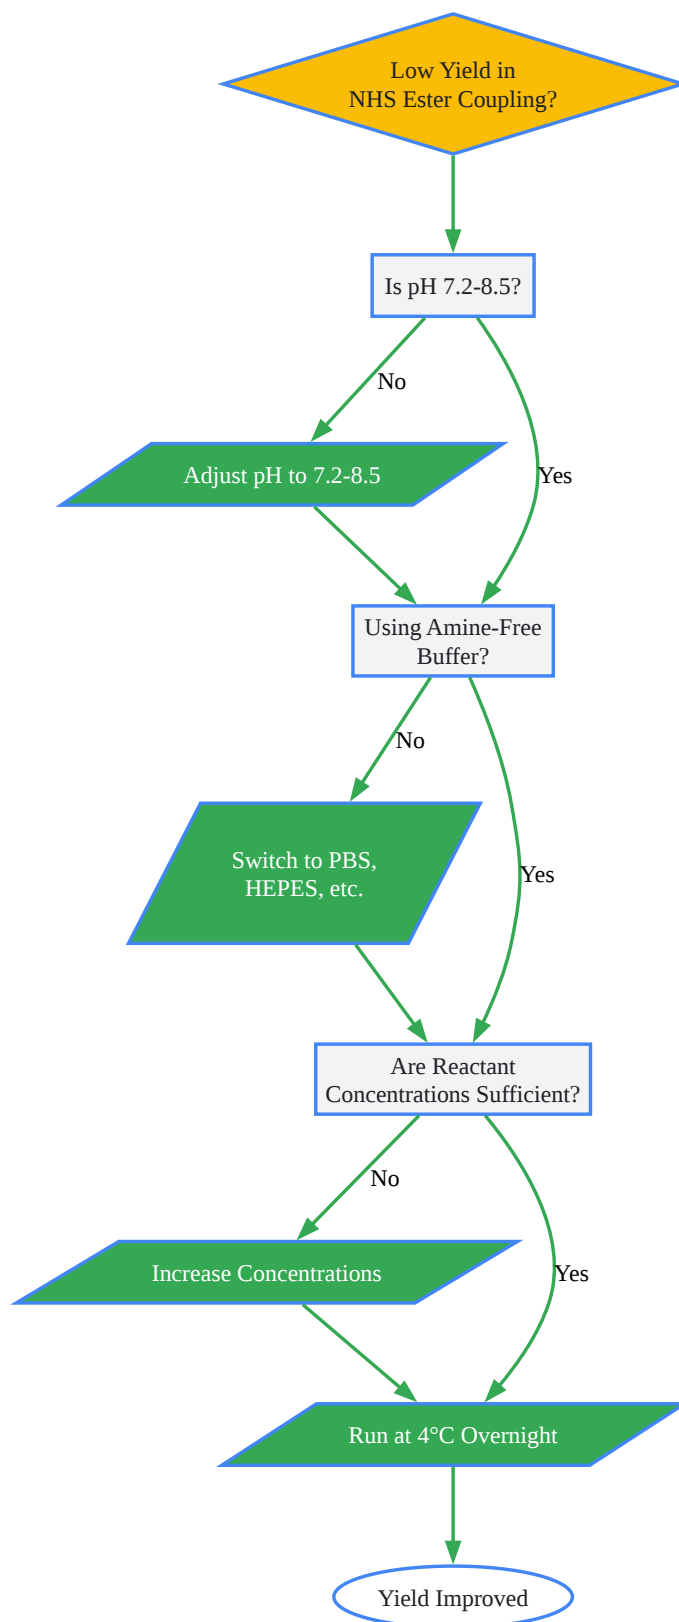 Low Yield in
NHS Ester Coupling?
Is pH 7.2-8.5?
No
Adjust pH to 7.2-8.5
Yes
Using Amine-Free
Buffer?
No
Switch to PBS,
HEPES, etc.
Yes
Are Reactant
Concentrations Sufficient?
No
Increase Concentrations
Yes
Run at 4°C Overnight
Yield Improved